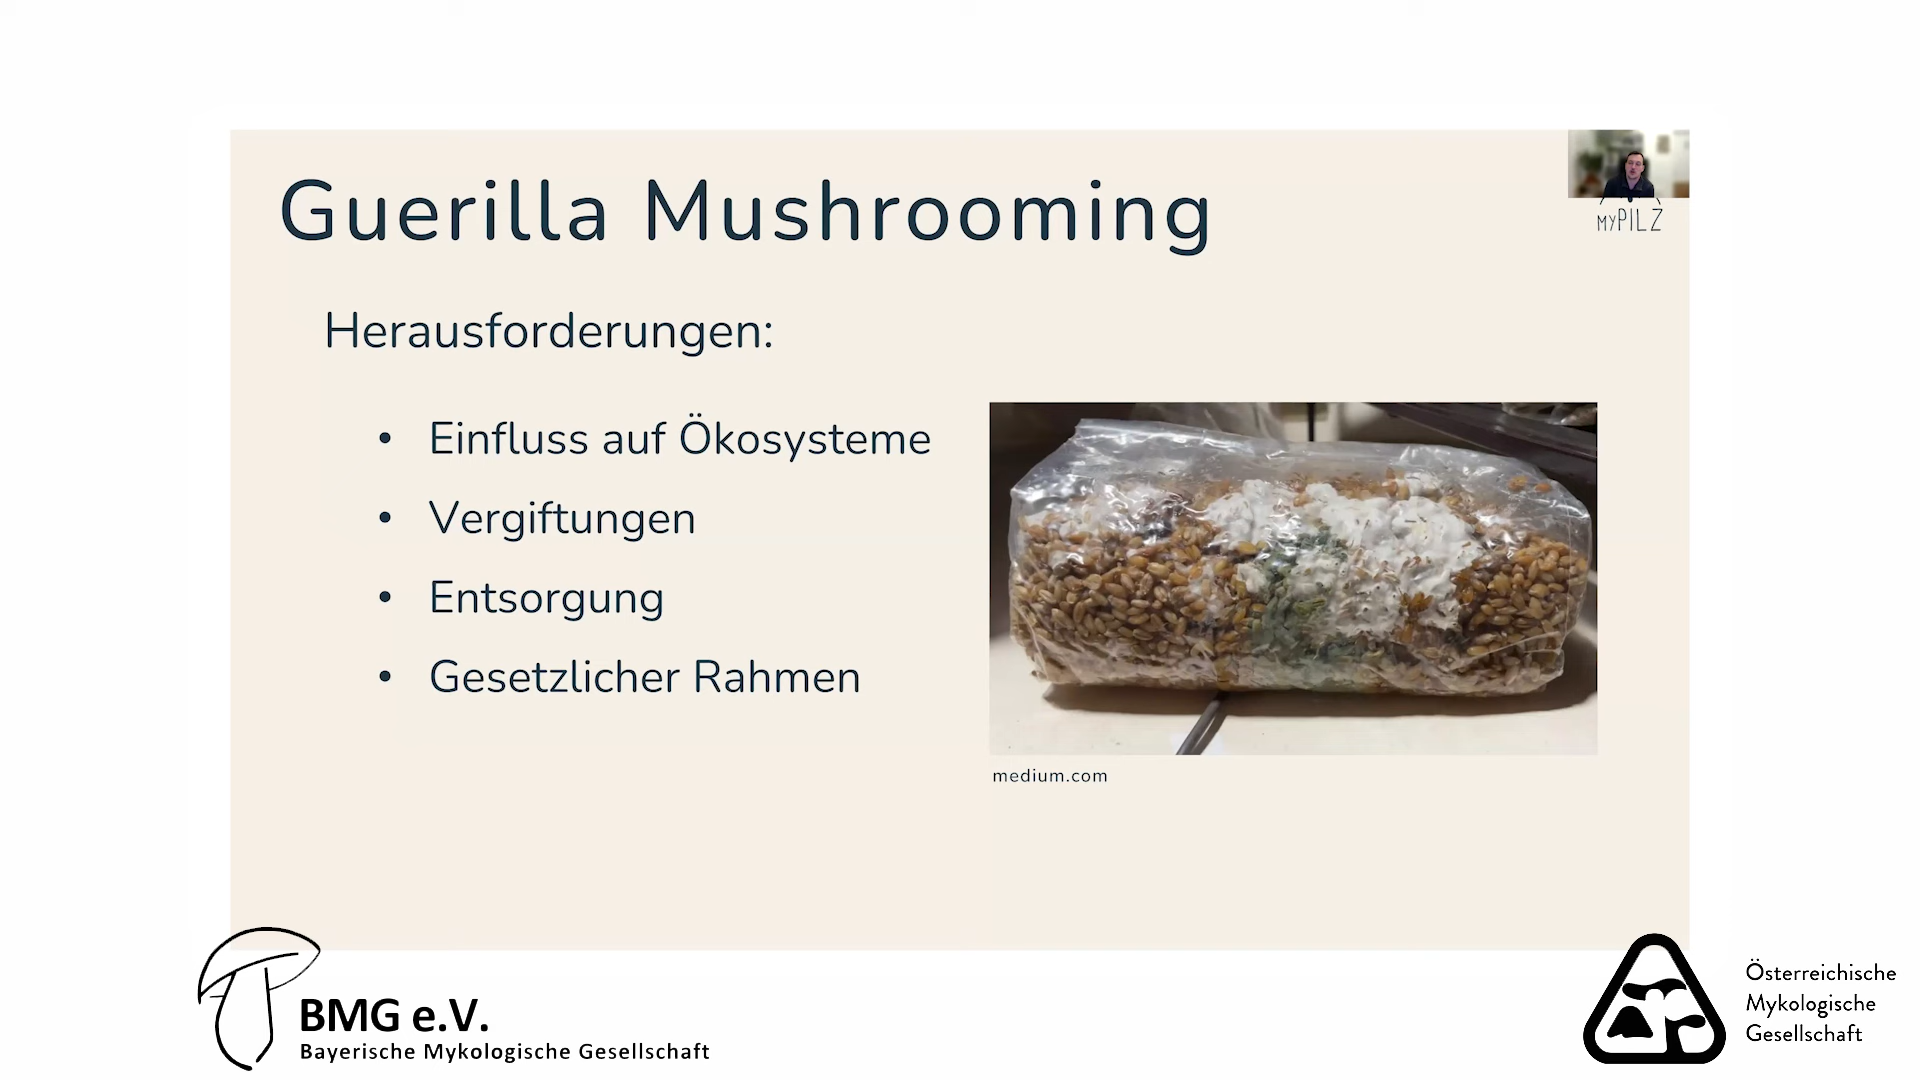 Guerilla Mushrooming
myPILZ
Herausforderungen:
• Einfluss auf Ökosysteme
• Vergiftungen
• Entsorgung
• Gesetzlicher Rahmen
medium.com
BMG e.V.
Bayerische Mykologische Gesellschaft
Österreichische
Mykologische
Gesellschaft